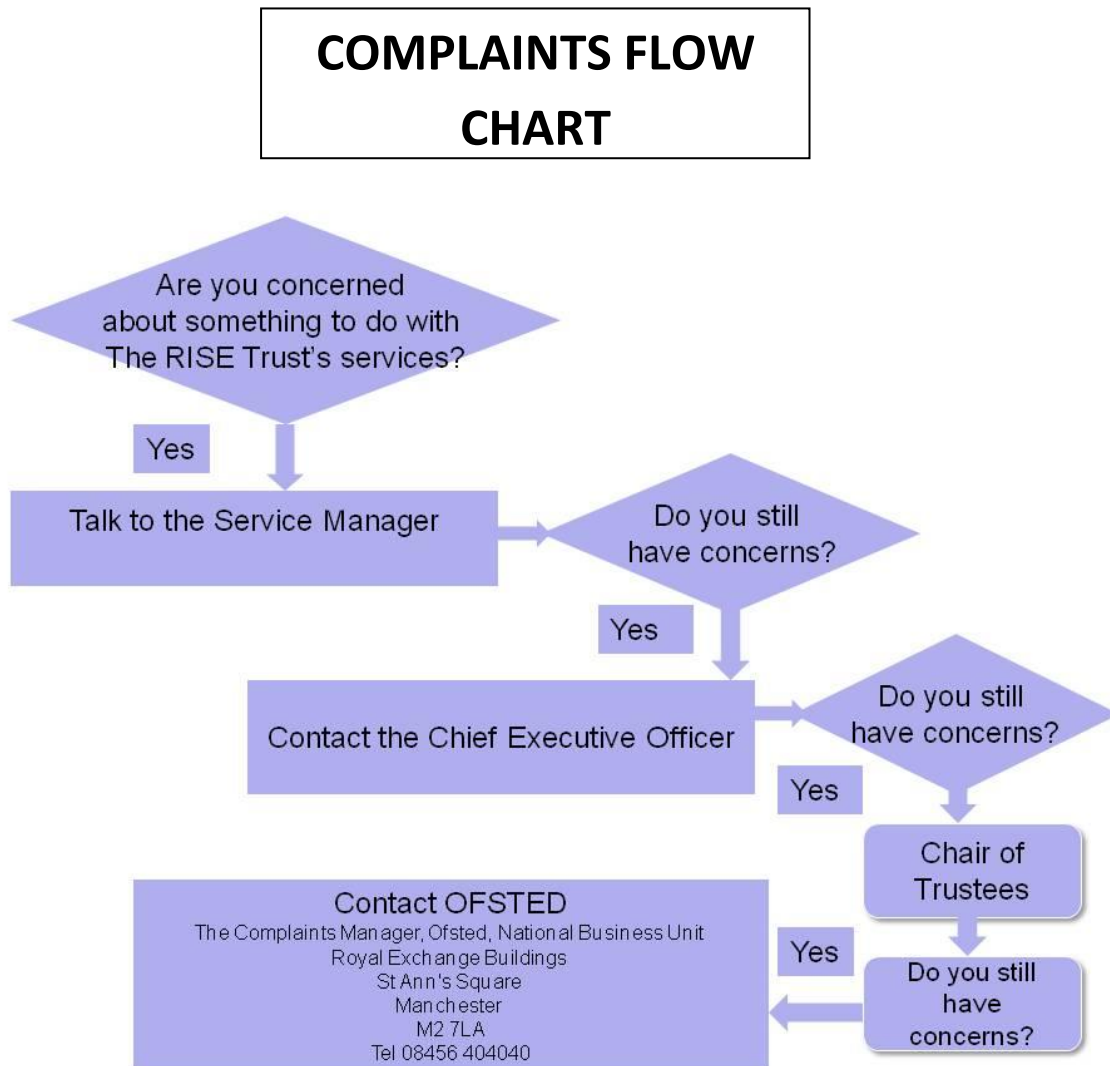 COMPLAINTS FLOW
CHART
Are you concerned
about something to do with
The RISE Trust's services?
Yes
Talk to the Service Manager
Do you still
have concerns?
Yes
Contact the Chief Executive Officer
Do you still
have concerns?
Yes
Chair of
Trustees
Do you still
have
concerns?
Yes
Contact OFSTED
The Complaints Manager, Ofsted, National Business Unit
Royal Exchange Buildings
St Ann's Square
Manchester
M2 7LA
Tel 08456 404040